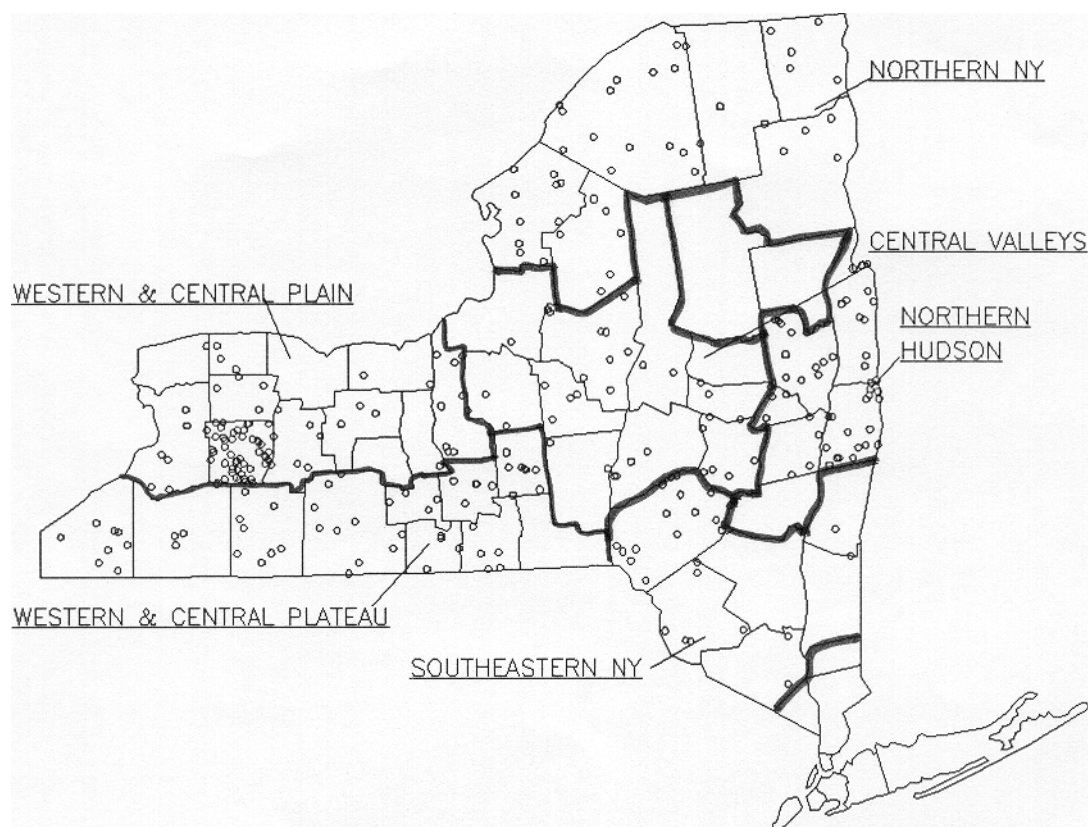 NORTHERN NY
CENTRAL VALLEYS
WESTERN & CENTRAL PLAIN
NORTHERN
HUDSON
WESTERN & CENTRAL PLATEAU
SOUTHEASTERN NY